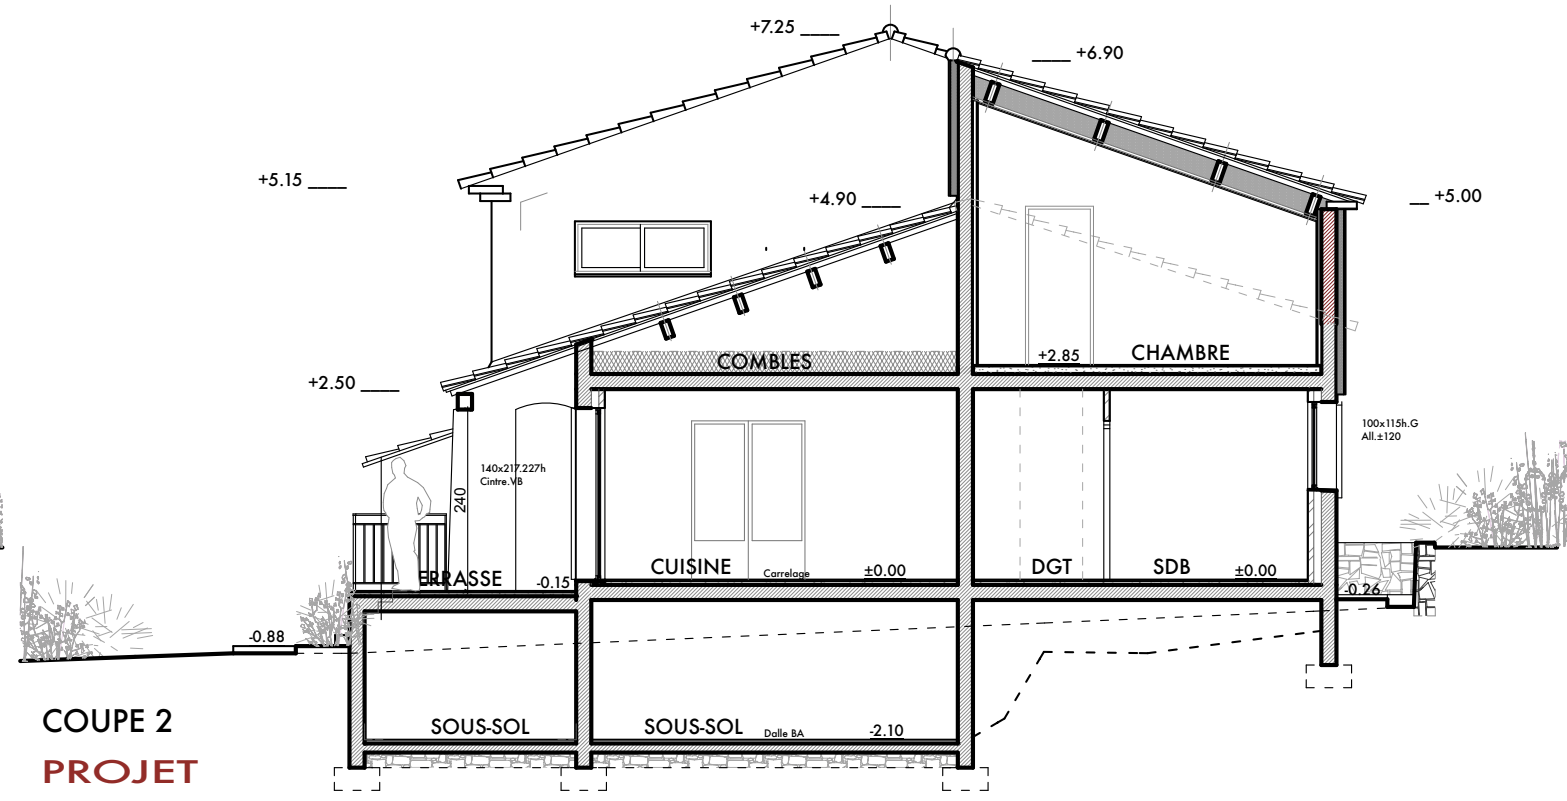 +7.25
+6.90
+5.15
+4.90
+5.00
COMBLES
+2.85
CHAMBRE
+2.50
100x115h.G
All.±120
140x217.227h
Cintre.VB
240
CUISINE
Carrelage
±0.00
DGT
SDB
±0.00
ERRASSE
-0.15
-0.26
-0.88
SOUS-SOL
SOUS-SOL
Dalle BA
-2.10
COUPE 2
PROJET